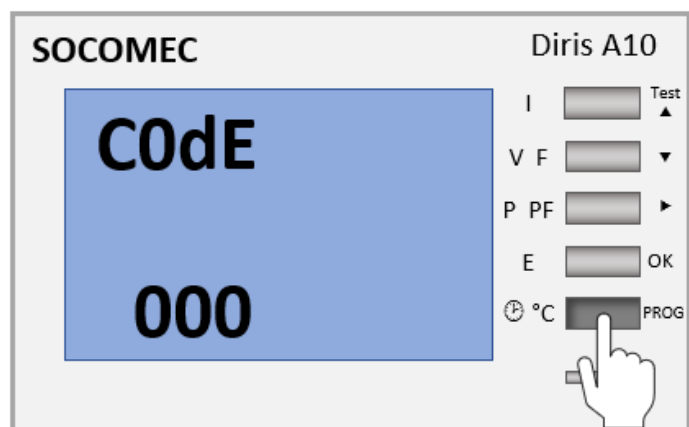 SOCOMEC
Diris A10
C0dE
000
I
Test
▲
V F
▼
P PF
►
E
OK
🕑 °C
PROG